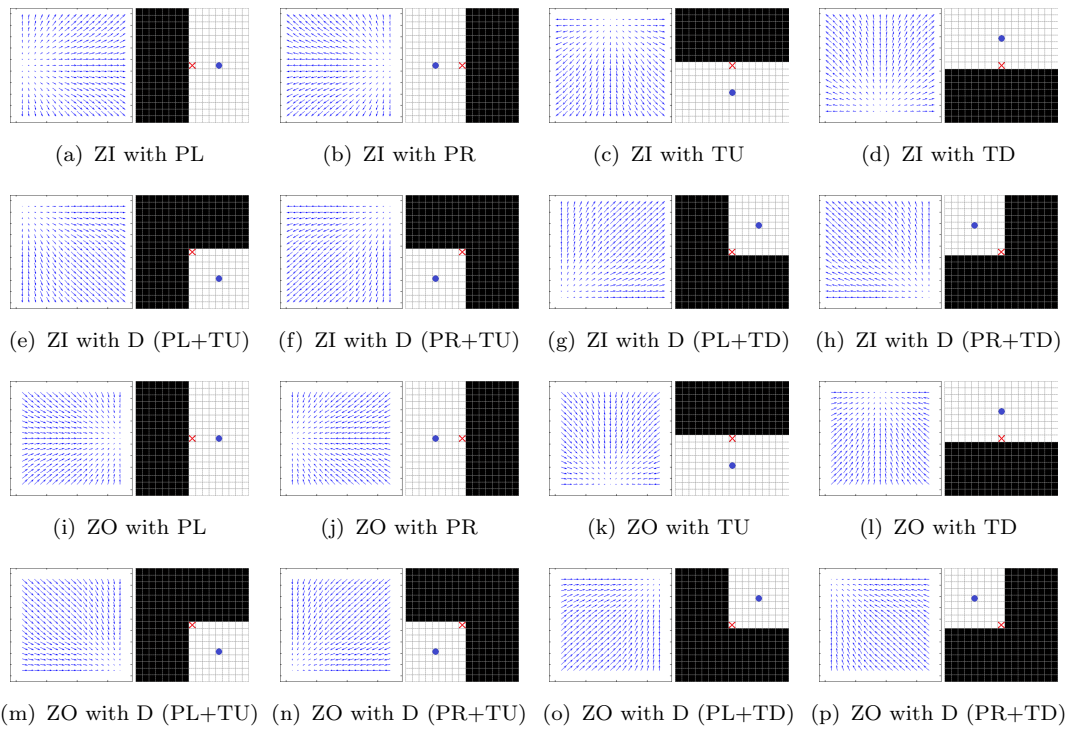 (a) ZI with PL
(b) ZI with PR
(c) ZI with TU
(d) ZI with TD
(e) ZI with D (PL+TU)
(f) ZI with D (PR+TU)
(g) ZI with D (PL+TD)
(h) ZI with D (PR+TD)
(i) ZO with PL
(j) ZO with PR
(k) ZO with TU
(l) ZO with TD
(m) ZO with D (PL+TU)
(n) ZO with D (PR+TU)
(o) ZO with D (PL+TD)
(p) ZO with D (PR+TD)